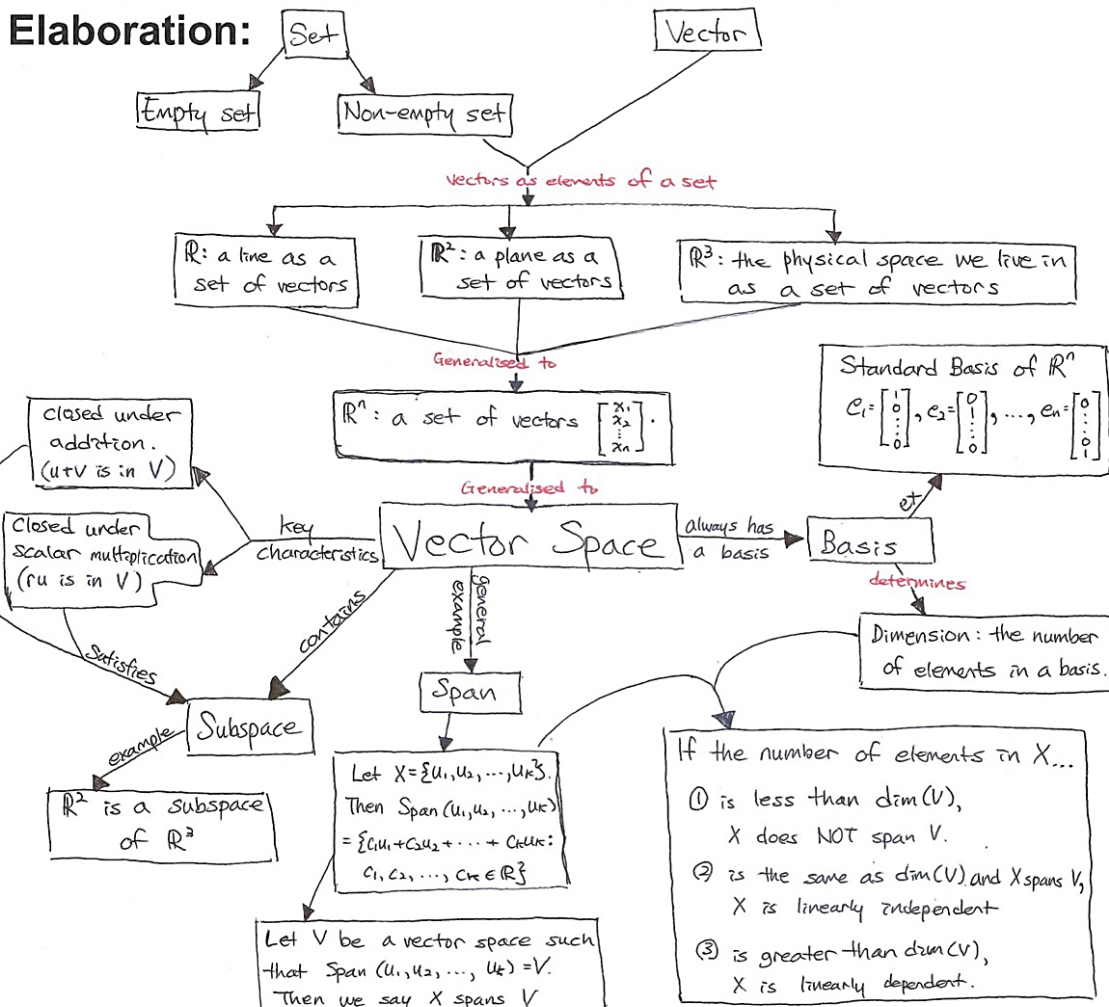 Elaboration:
Set
Vector
Empty set
Non-empty set
vectors as elements of a set
ℝ: a line as a
set of vectors
ℝ²: a plane as a
set of vectors
ℝ³: the physical space we live in
as a set of vectors
Generalised to
ℝⁿ: a set of vectors [x₁ x₂ ⋮ xₙ].
Standard Basis of ℝⁿ
e₁=[1 0 ⋮ 0], e₂=[0 1 ⋮ 0], ..., eₙ=[0 ⋮ 0 1]
closed under
addition.
(u+v is in V)
Generalised to
Closed under
scalar multiplication
(ru is in V)
key
characteristics
Vector Space
always has
a basis
Basis
ex
determines
Dimension: the number
of elements in a basis.
contains
general
example
Satisfies
Subspace
Span
example
ℝ² is a subspace
of ℝ³
Let X={u₁,u₂, ...,uₖ}.
Then Span (u₁,u₂, ...,uₖ)
={c₁u₁+c₂u₂+ ... + cₖuₖ:
c₁, c₂, ..., cₖ ∈ ℝ}
Let V be a vector space such
that Span (u₁,u₂, ..., uₖ) =V.
Then we say X spans V
If the number of elements in X...
① is less than dim(V),
X does NOT span V.
② is the same as dim(V) and X spans V,
X is linearly independent
③ is greater than dim(V),
X is linearly dependent.